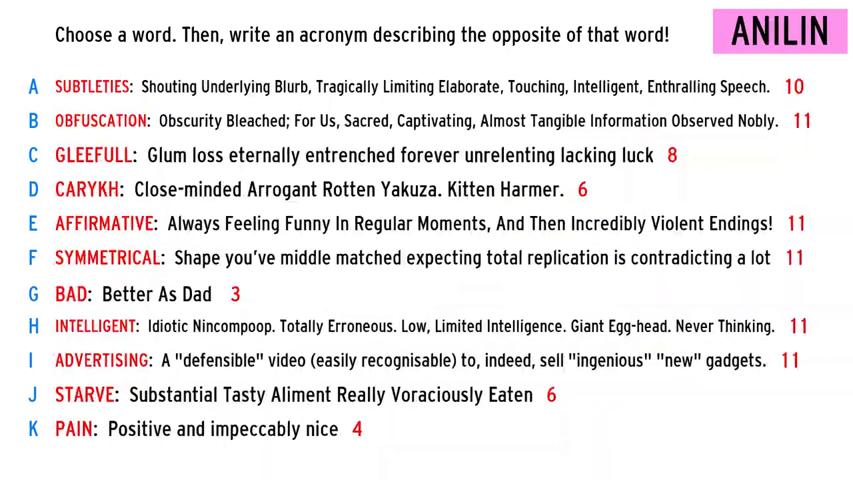 Choose a word. Then, write an acronym describing the opposite of that word!
ANILIN
A SUBTLETIES: Shouting Underlying Blurb, Tragically Limiting Elaborate, Touching, Intelligent, Enthralling Speech. 10
B OBFUSCATION: Obscurity Bleached; For Us, Sacred, Captivating, Almost Tangible Information Observed Nobly. 11
C GLEEFULL: Glum loss eternally entrenched forever unrelenting lacking luck 8
D CARYKH: Close-minded Arrogant Rotten Yakuza. Kitten Harmer. 6
E AFFIRMATIVE: Always Feeling Funny In Regular Moments, And Then Incredibly Violent Endings! 11
F SYMMETRICAL: Shape you've middle matched expecting total replication is contradicting a lot 11
G BAD: Better As Dad 3
H INTELLIGENT: Idiotic Nincompoop. Totally Erroneous. Low, Limited Intelligence. Giant Egg-head. Never Thinking. 11
I ADVERTISING: A "defensible" video (easily recognisable) to, indeed, sell "ingenious" "new" gadgets. 11
J STARVE: Substantial Tasty Aliment Really Voraciously Eaten 6
K PAIN: Positive and impeccably nice 4